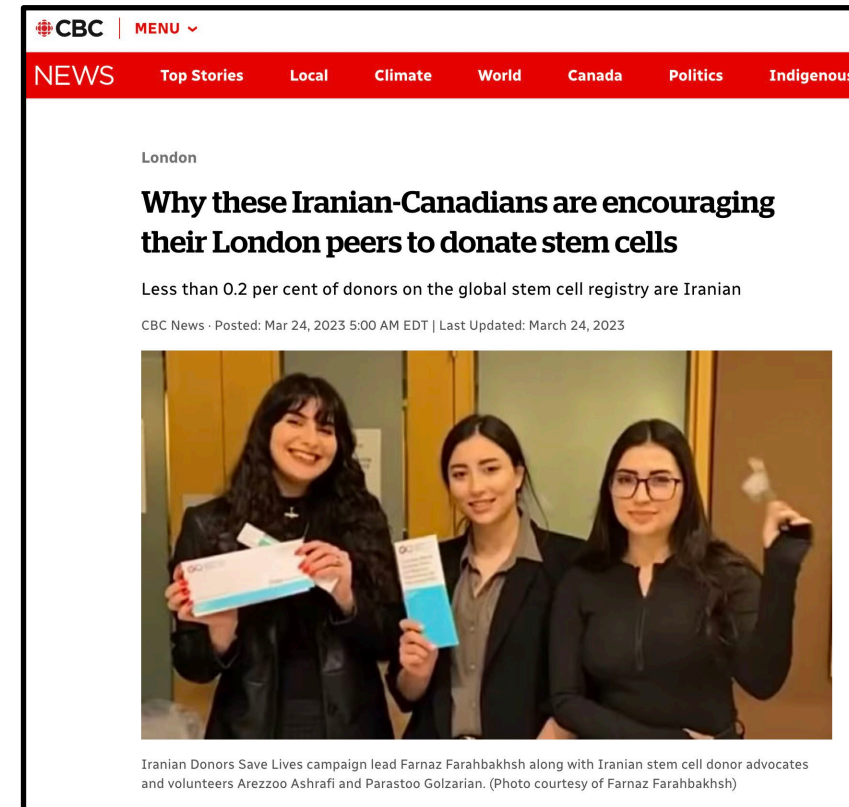 CBC MENU
NEWS Top Stories Local Climate World Canada Politics Indigenous
London
Why these Iranian-Canadians are encouraging
their London peers to donate stem cells
Less than 0.2 per cent of donors on the global stem cell registry are Iranian
CBC News · Posted: Mar 24, 2023 5:00 AM EDT | Last Updated: March 24, 2023
Iranian Donors Save Lives campaign lead Farnaz Farahbakhsh along with Iranian stem cell donor advocates
and volunteers Arezzoo Ashrafi and Parastoo Golzarian. (Photo courtesy of Farnaz Farahbakhsh)